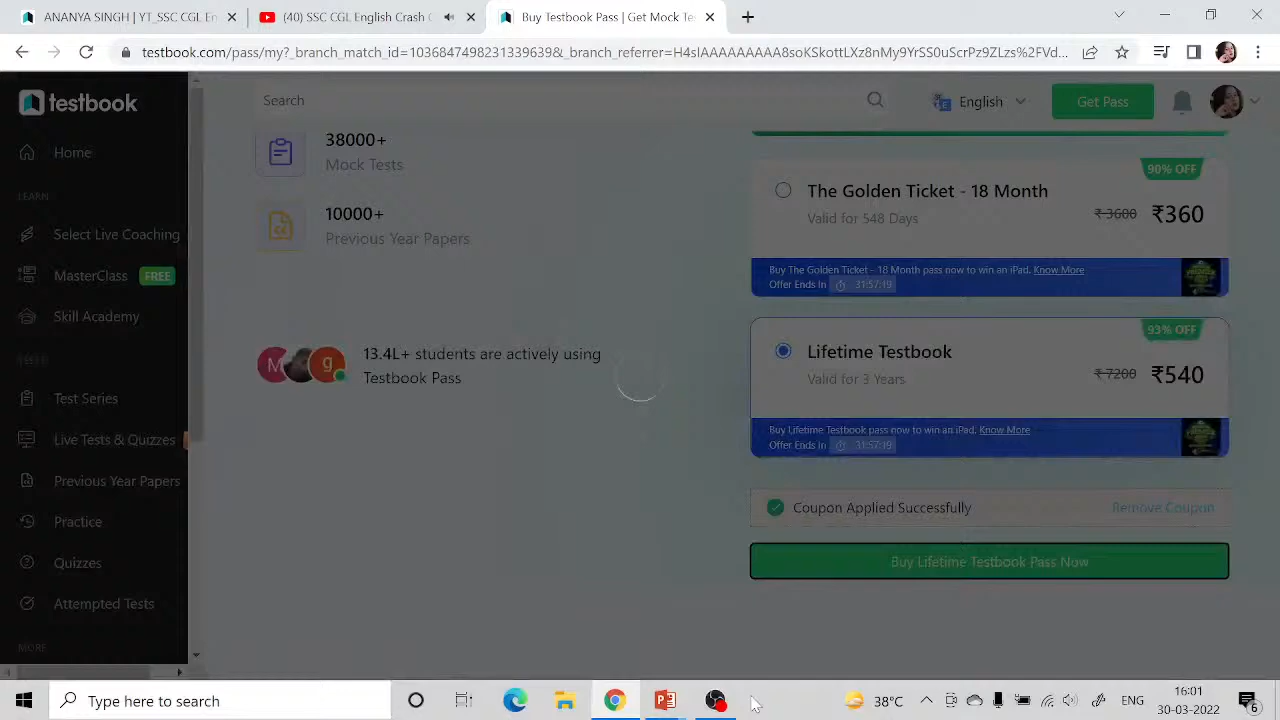 ANANYA SINGH | YT_SSC CGL En
(40) SSC CGL English Crash C
Buy Testbook Pass | Get Mock Te
testbook.com/pass/my?_branch_match_id=1036847498231339639&_branch_referrer=H4sIAAAAAAAAA8soKSkottLXz8nMy9YrSS0uScrPz9ZLzs%2FVd...
testbook
Search
English
Get Pass
Home
LEARN
Select Live Coaching
MasterClass FREE
Skill Academy
Test Series
Live Tests & Quizzes
Previous Year Papers
Practice
Quizzes
Attempted Tests
MORE
38000+
Mock Tests
10000+
Previous Year Papers
M g
13.4L+ students are actively using
Testbook Pass
90% OFF
The Golden Ticket - 18 Month
Valid for 548 Days
₹ 3600 ₹360
Buy The Golden Ticket - 18 Month pass now to win an iPad. Know More
Offer Ends In 31:57:19
93% OFF
Lifetime Testbook
Valid for 3 Years
₹ 7200 ₹540
Buy Lifetime Testbook pass now to win an iPad. Know More
Offer Ends In 31:57:19
Coupon Applied Successfully Remove Coupon
Buy Lifetime Testbook Pass Now
Type here to search
38°C
ENG
16:01
30-03-2022
6